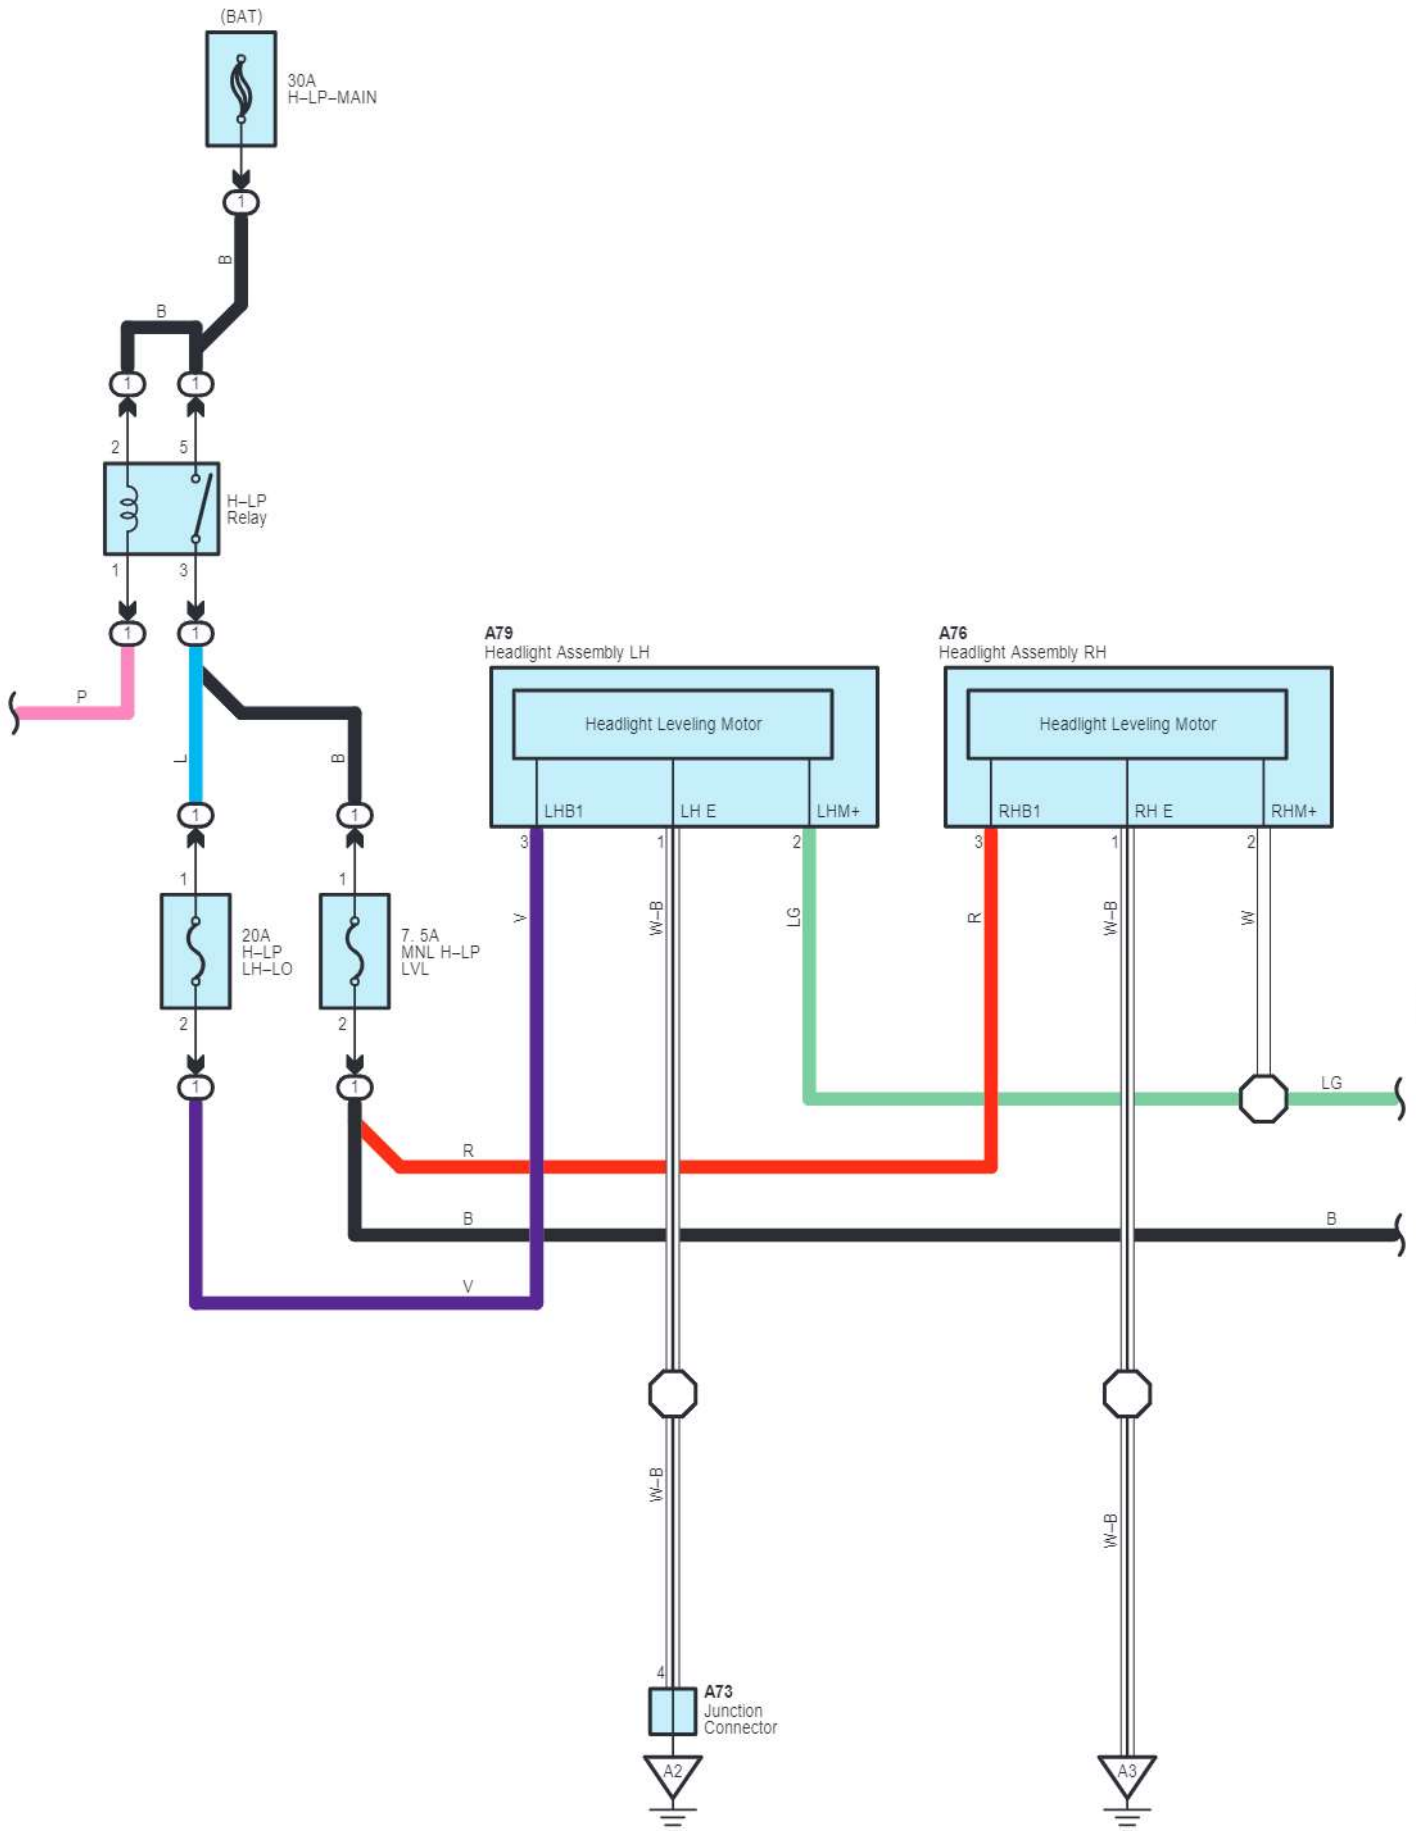 (BAT)
30A
H–LP–MAIN
1
B
B
1
1
2
5
H–LP
Relay
1
3
1
1
P
L
B
1
1
1
1
20A
H–LP
LH–LO
7. 5A
MNL H–LP
LVL
2
2
1
1
A79
Headlight Assembly LH
Headlight Leveling Motor
LHB1
LH E
LHM+
3
1
2
V
W–B
LG
A76
Headlight Assembly RH
Headlight Leveling Motor
RHB1
RH E
RHM+
3
1
2
R
W–B
W
LG
R
B
B
V
W–B
W–B
4
A73
Junction
Connector
A2
A3